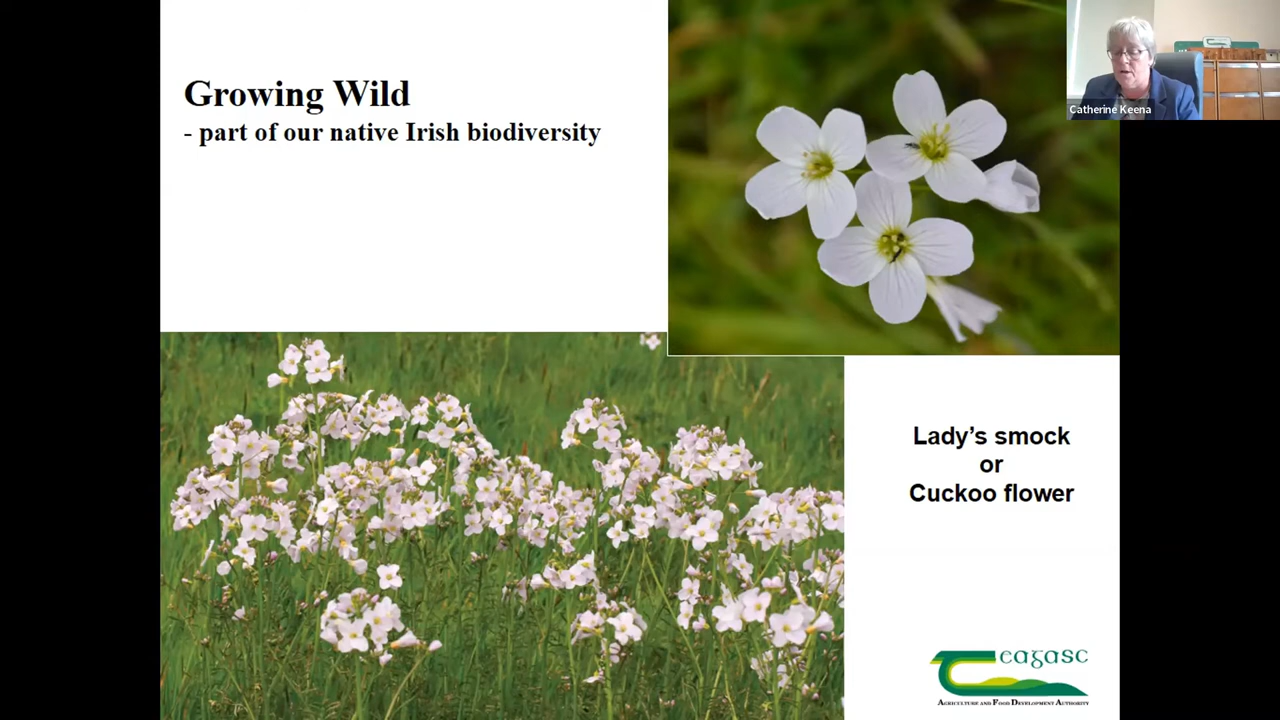 Growing Wild
- part of our native Irish biodiversity
Catherine Keena
Lady's smock
or
Cuckoo flower
teagasc
AGRICULTURE AND FOOD DEVELOPMENT AUTHORITY